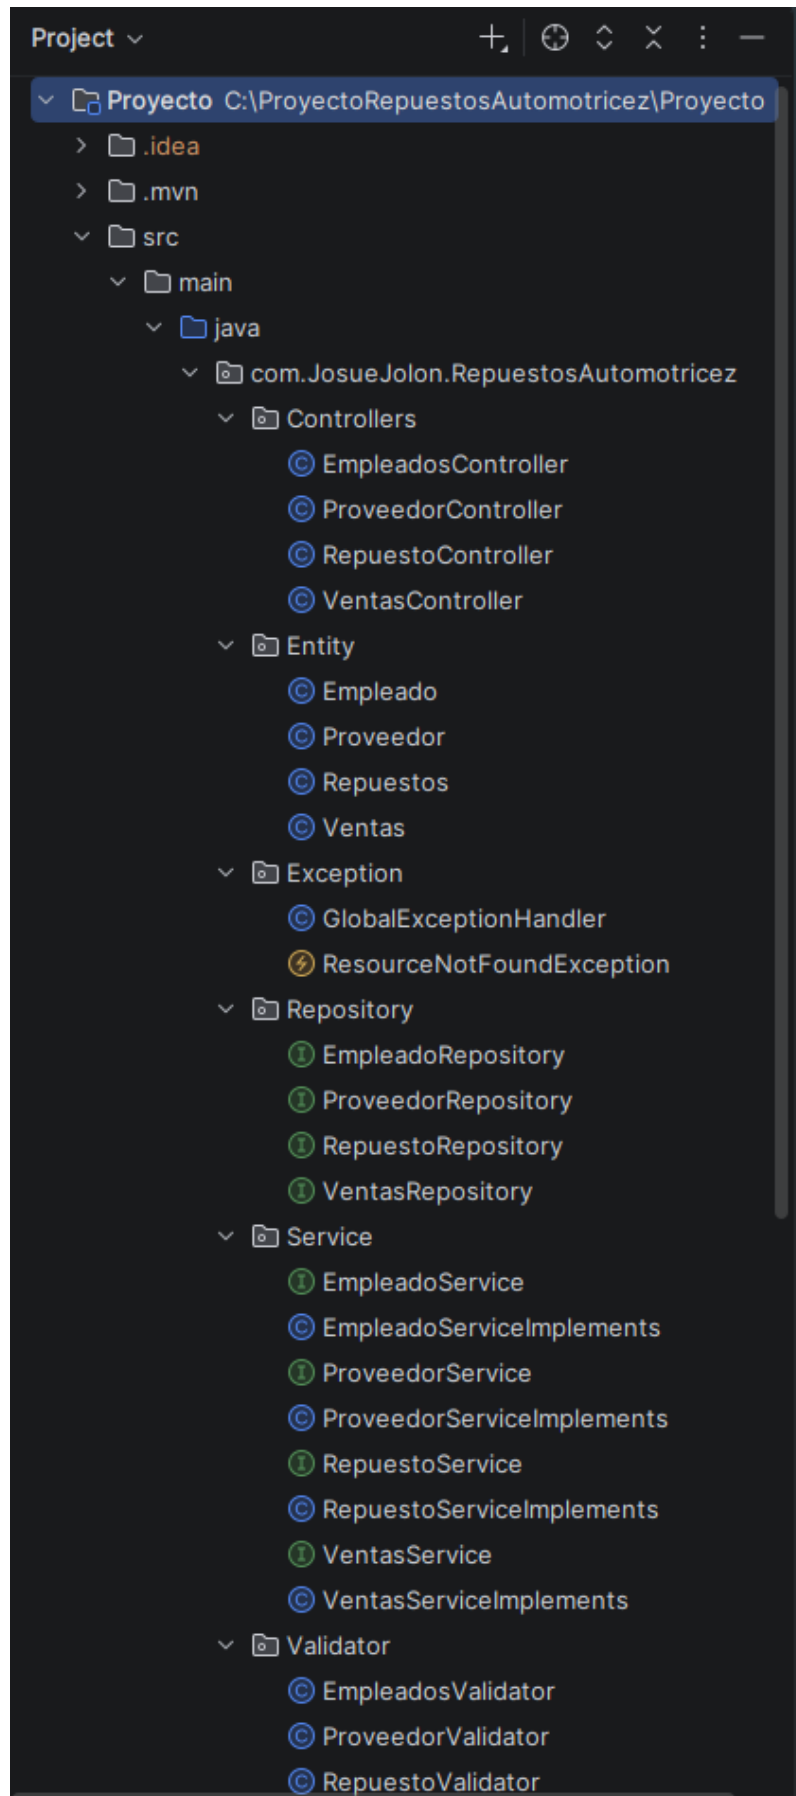 Project
Proyecto C:\ProyectoRepuestosAutomotricez\Proyecto
.idea
.mvn
src
main
java
com.JosueJolon.RepuestosAutomotricez
Controllers
EmpleadosController
ProveedorController
RepuestoController
VentasController
Entity
Empleado
Proveedor
Repuestos
Ventas
Exception
GlobalExceptionHandler
ResourceNotFoundException
Repository
EmpleadoRepository
ProveedorRepository
RepuestoRepository
VentasRepository
Service
EmpleadoService
EmpleadoServiceImplements
ProveedorService
ProveedorServiceImplements
RepuestoService
RepuestoServiceImplements
VentasService
VentasServiceImplements
Validator
EmpleadosValidator
ProveedorValidator
RepuestoValidator